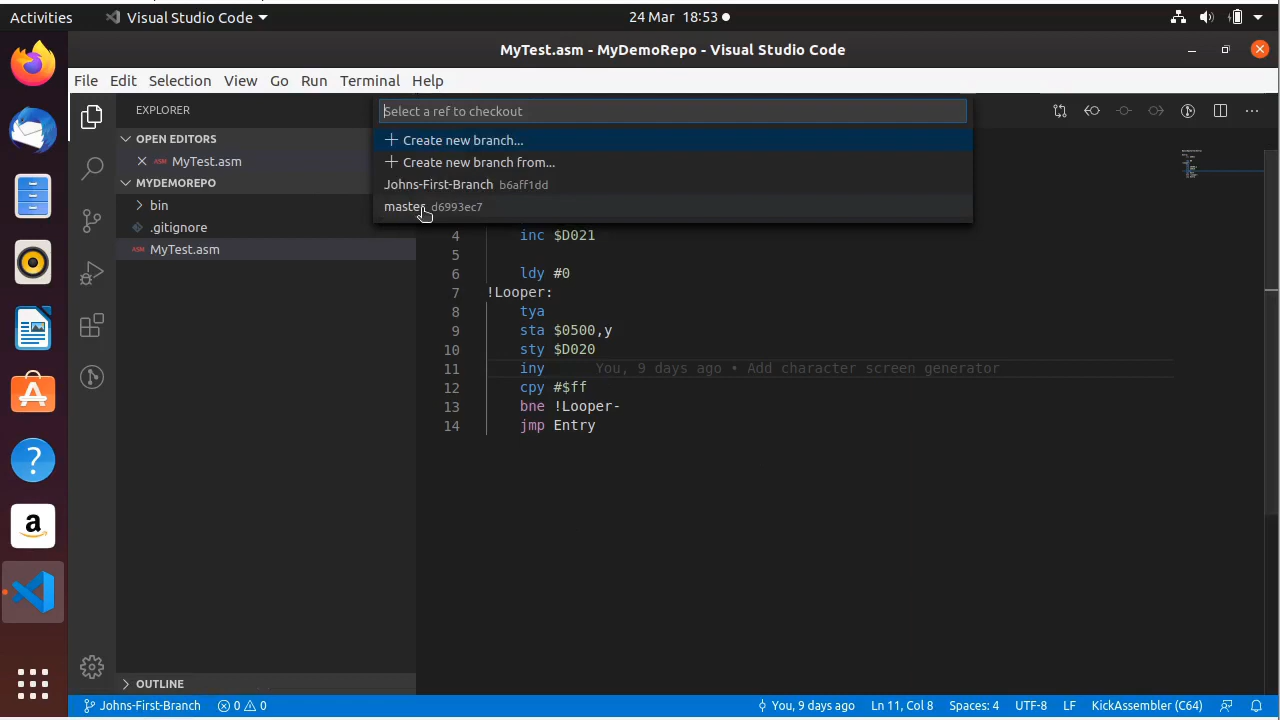 Activities Visual Studio Code 24 Mar 18:53
MyTest.asm - MyDemoRepo - Visual Studio Code
File Edit Selection View Go Run Terminal Help
EXPLORER
OPEN EDITORS
ASM MyTest.asm
MYDEMOREPO
bin
.gitignore
ASM MyTest.asm
OUTLINE
Select a ref to checkout
+ Create new branch...
+ Create new branch from...
Johns-First-Branch b6aff1dd
master d6993ec7
4 inc $D021
5
6 ldy #0
7 !Looper:
8 tya
9 sta $0500,y
10 sty $D020
11 iny You, 9 days ago • Add character screen generator
12 cpy #$ff
13 bne !Looper-
14 jmp Entry
Johns-First-Branch 0 0 You, 9 days ago Ln 11, Col 8 Spaces: 4 UTF-8 LF KickAssembler (C64)